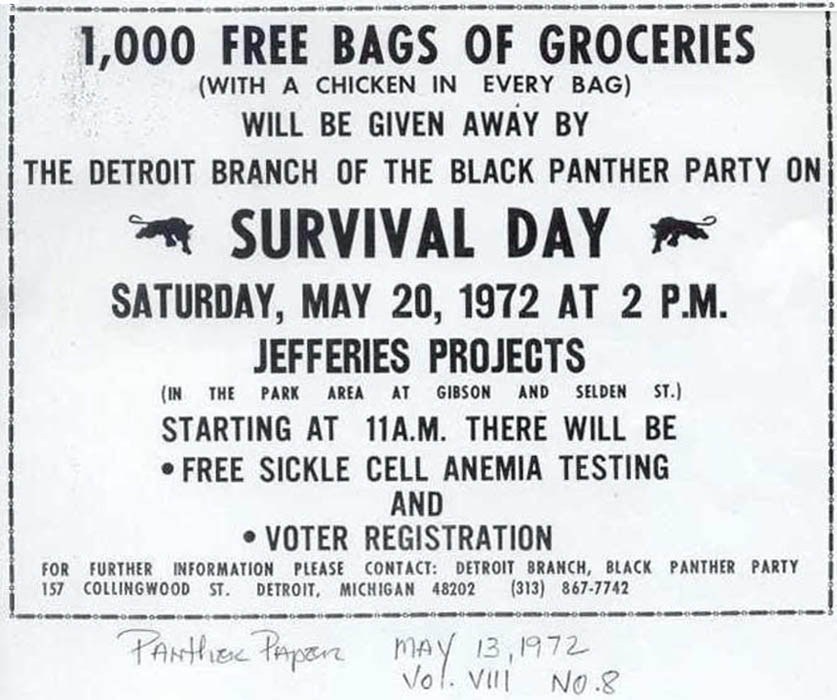 1,000 FREE BAGS OF GROCERIES
(WITH A CHICKEN IN EVERY BAG)
WILL BE GIVEN AWAY BY
THE DETROIT BRANCH OF THE BLACK PANTHER PARTY ON
SURVIVAL DAY
SATURDAY, MAY 20, 1972 AT 2 P.M.
JEFFERIES PROJECTS
(IN THE PARK AREA AT GIBSON AND SELDEN ST.)
STARTING AT 11A.M. THERE WILL BE
• FREE SICKLE CELL ANEMIA TESTING
AND
• VOTER REGISTRATION
FOR FURTHER INFORMATION PLEASE CONTACT: DETROIT BRANCH, BLACK PANTHER PARTY
157 COLLINGWOOD ST. DETROIT, MICHIGAN 48202 (313) 867-7742
Panther Paper MAY 13, 1972
Vol. VIII NO. 8